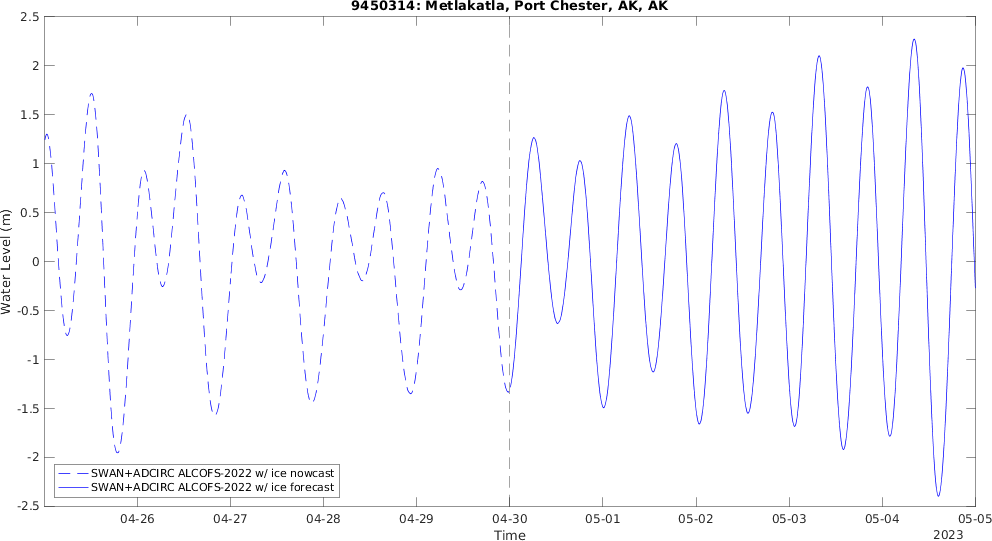 9450314: Metlakatla, Port Chester, AK, AK
2.5
2
1.5
1
0.5
0
-0.5
-1
-1.5
-2
-2.5
Water Level (m)
SWAN+ADCIRC ALCOFS-2022 w/ ice nowcast
SWAN+ADCIRC ALCOFS-2022 w/ ice forecast
04-26 04-27 04-28 04-29 04-30 05-01 05-02 05-03 05-04 05-05
Time
2023